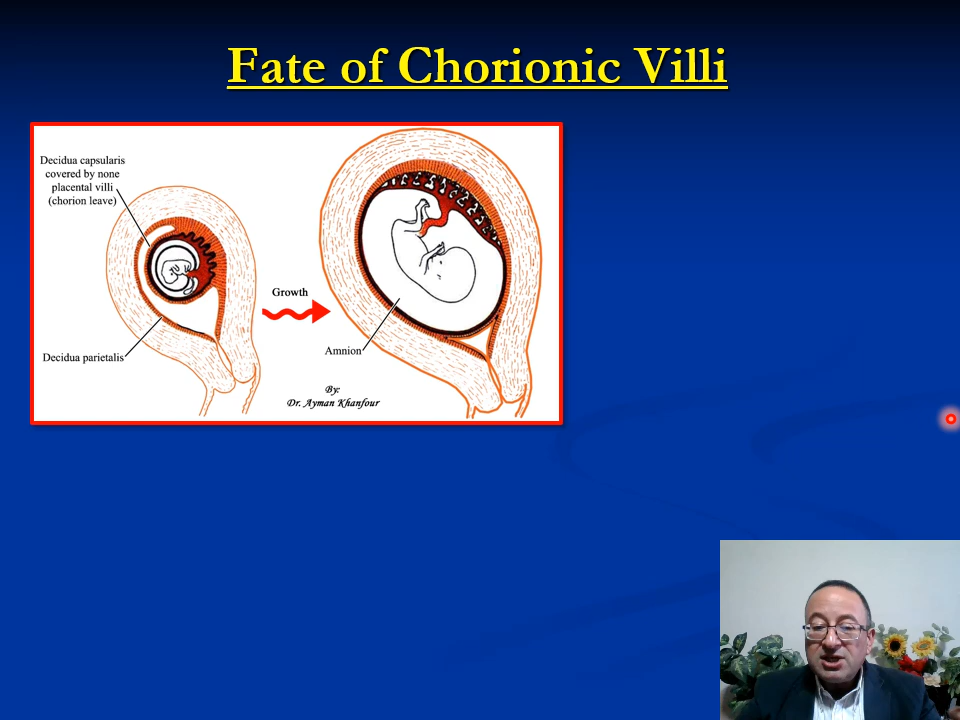 Fate of Chorionic Villi
Decidua capsularis
covered by none
placental villi
(chorion leave)
Growth
Decidua parietalis
Amnion
By:
Dr. Ayman Khanfour